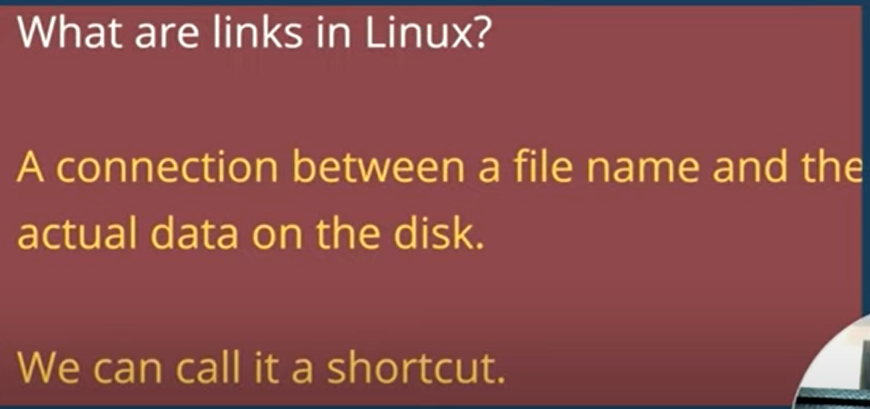 What are links in Linux?
A connection between a file name and the
actual data on the disk.
We can call it a shortcut.